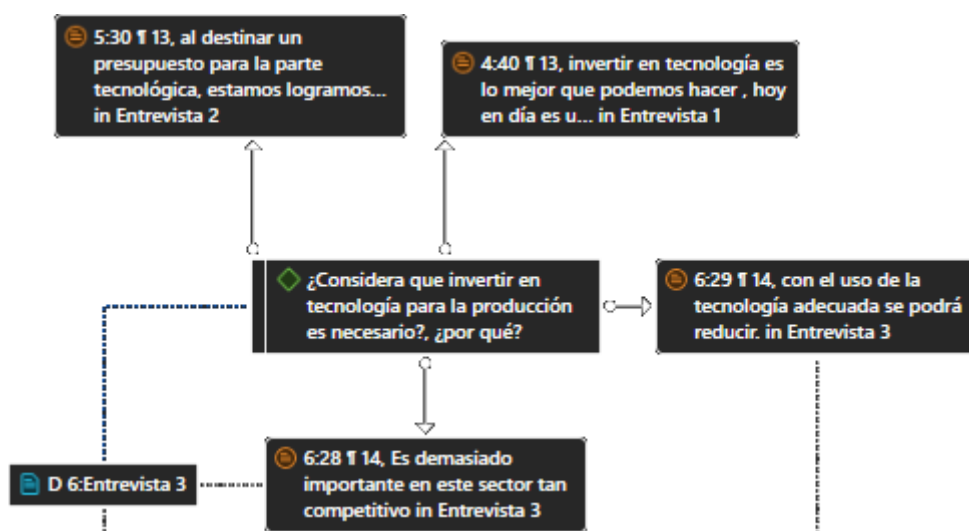 5:30 ¶ 13, al destinar un
presupuesto para la parte
tecnológica, estamos logramos...
in Entrevista 2
4:40 ¶ 13, invertir en tecnología es
lo mejor que podemos hacer , hoy
en día es u... in Entrevista 1
¿Considera que invertir en
tecnología para la producción
es necesario?, ¿por qué?
6:29 ¶ 14, con el uso de la
tecnología adecuada se podrá
reducir. in Entrevista 3
6:28 ¶ 14, Es demasiado
importante en este sector tan
competitivo in Entrevista 3
D 6:Entrevista 3